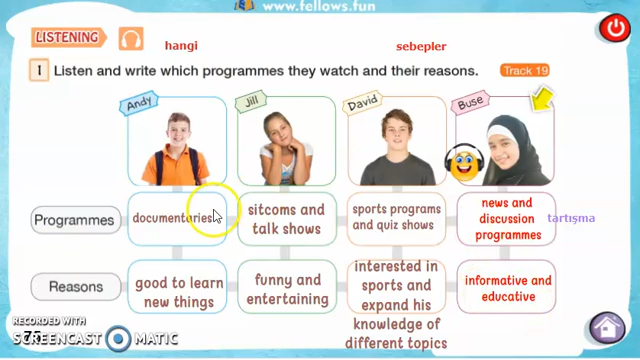 www.fellows.fun
LISTENING
hangi
sebepler
1 Listen and write which programmes they watch and their reasons.
Track 19
Andy
Jill
David
Buse
Programmes
documentaries
sitcoms and
talk shows
sports programs
and quiz shows
news and
discussion
programmes
tartışma
Reasons
good to learn
new things
funny and
entertaining
interested in
sports and
expand his
knowledge of
different topics
informative and
educative
75
RECORDED WITH
SCREENCAST MATIC